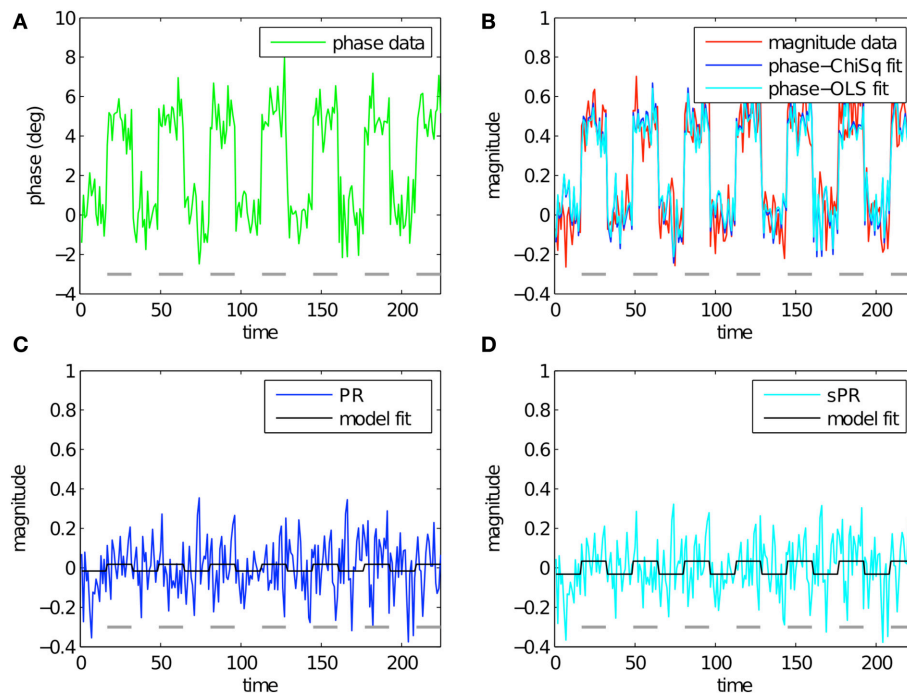 A
10
8
6
4
2
0
−2
−4
phase (deg)
phase data
0
50
100
150
200
time
B
1
0.8
0.6
0.4
0.2
0
−0.2
−0.4
magnitude
magnitude data
phase−ChiSq fit
phase−OLS fit
0
50
100
150
200
time
C
1
0.8
0.6
0.4
0.2
0
−0.2
−0.4
magnitude
PR
model fit
0
50
100
150
200
time
D
1
0.8
0.6
0.4
0.2
0
−0.2
−0.4
magnitude
sPR
model fit
0
50
100
150
200
time